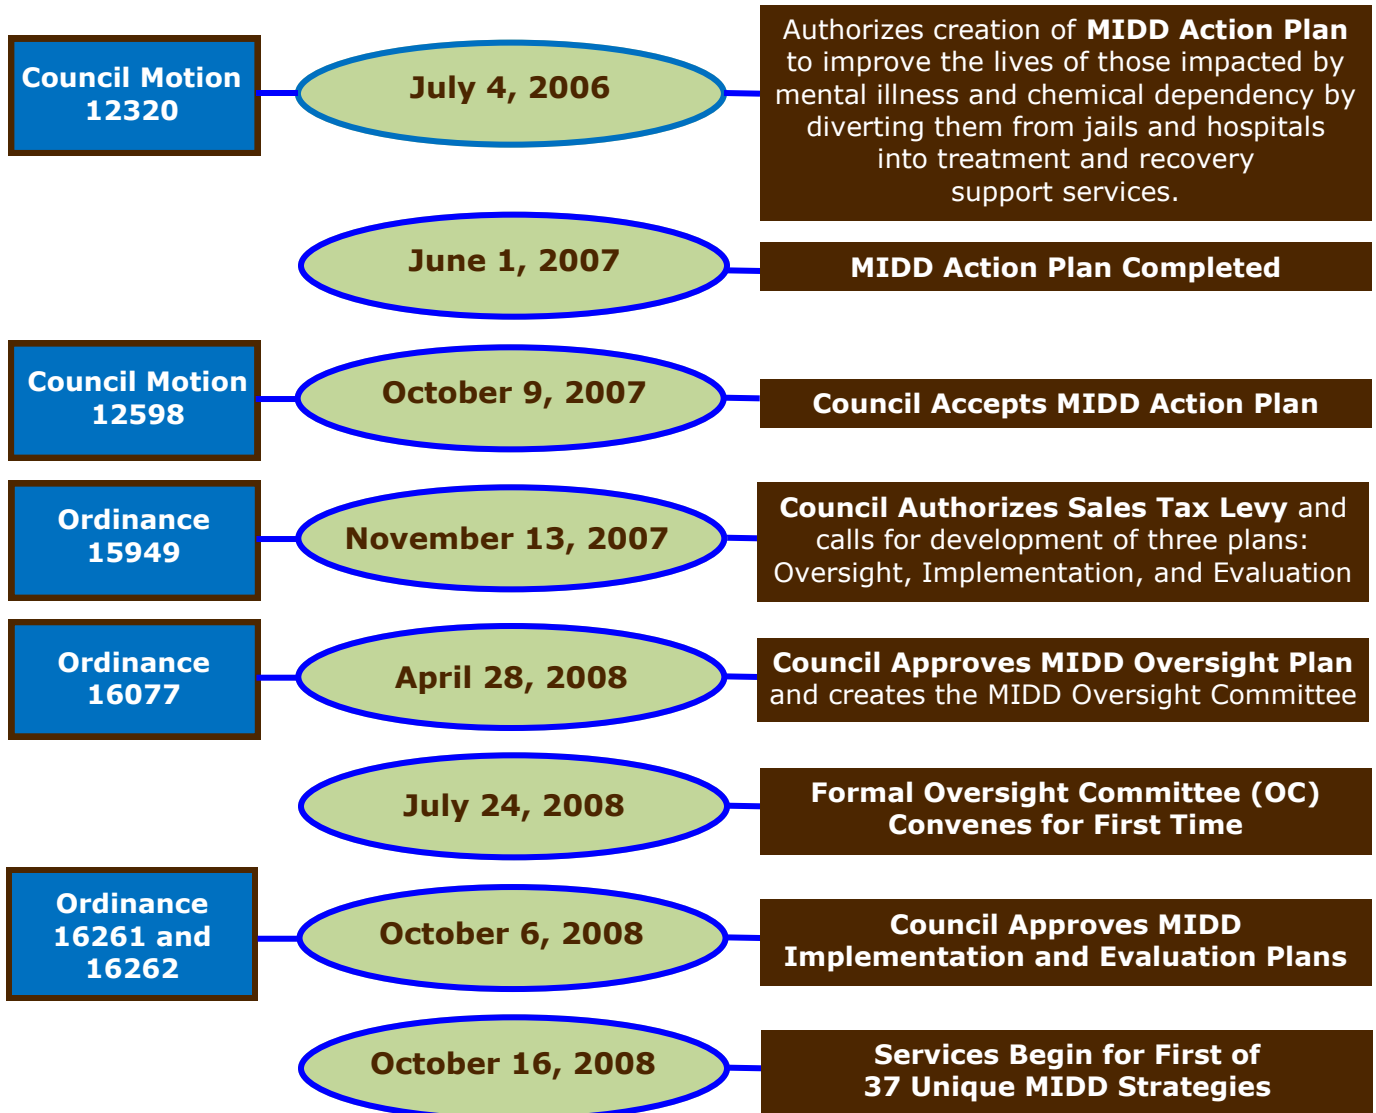 Council Motion
12320
July 4, 2006
Authorizes creation of MIDD Action Plan
to improve the lives of those impacted by
mental illness and chemical dependency by
diverting them from jails and hospitals
into treatment and recovery
support services.
June 1, 2007
MIDD Action Plan Completed
Council Motion
12598
October 9, 2007
Council Accepts MIDD Action Plan
Ordinance
15949
November 13, 2007
Council Authorizes Sales Tax Levy and
calls for development of three plans:
Oversight, Implementation, and Evaluation
Ordinance
16077
April 28, 2008
Council Approves MIDD Oversight Plan
and creates the MIDD Oversight Committee
July 24, 2008
Formal Oversight Committee (OC)
Convenes for First Time
Ordinance
16261 and
16262
October 6, 2008
Council Approves MIDD
Implementation and Evaluation Plans
October 16, 2008
Services Begin for First of
37 Unique MIDD Strategies